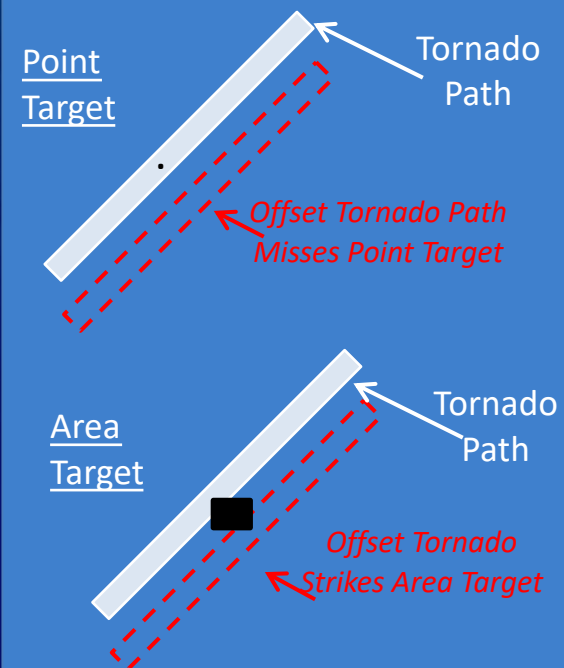 Point
Target
Tornado
Path
Offset Tornado Path
Misses Point Target
Area
Target
Tornado
Path
Offset Tornado
Strikes Area Target